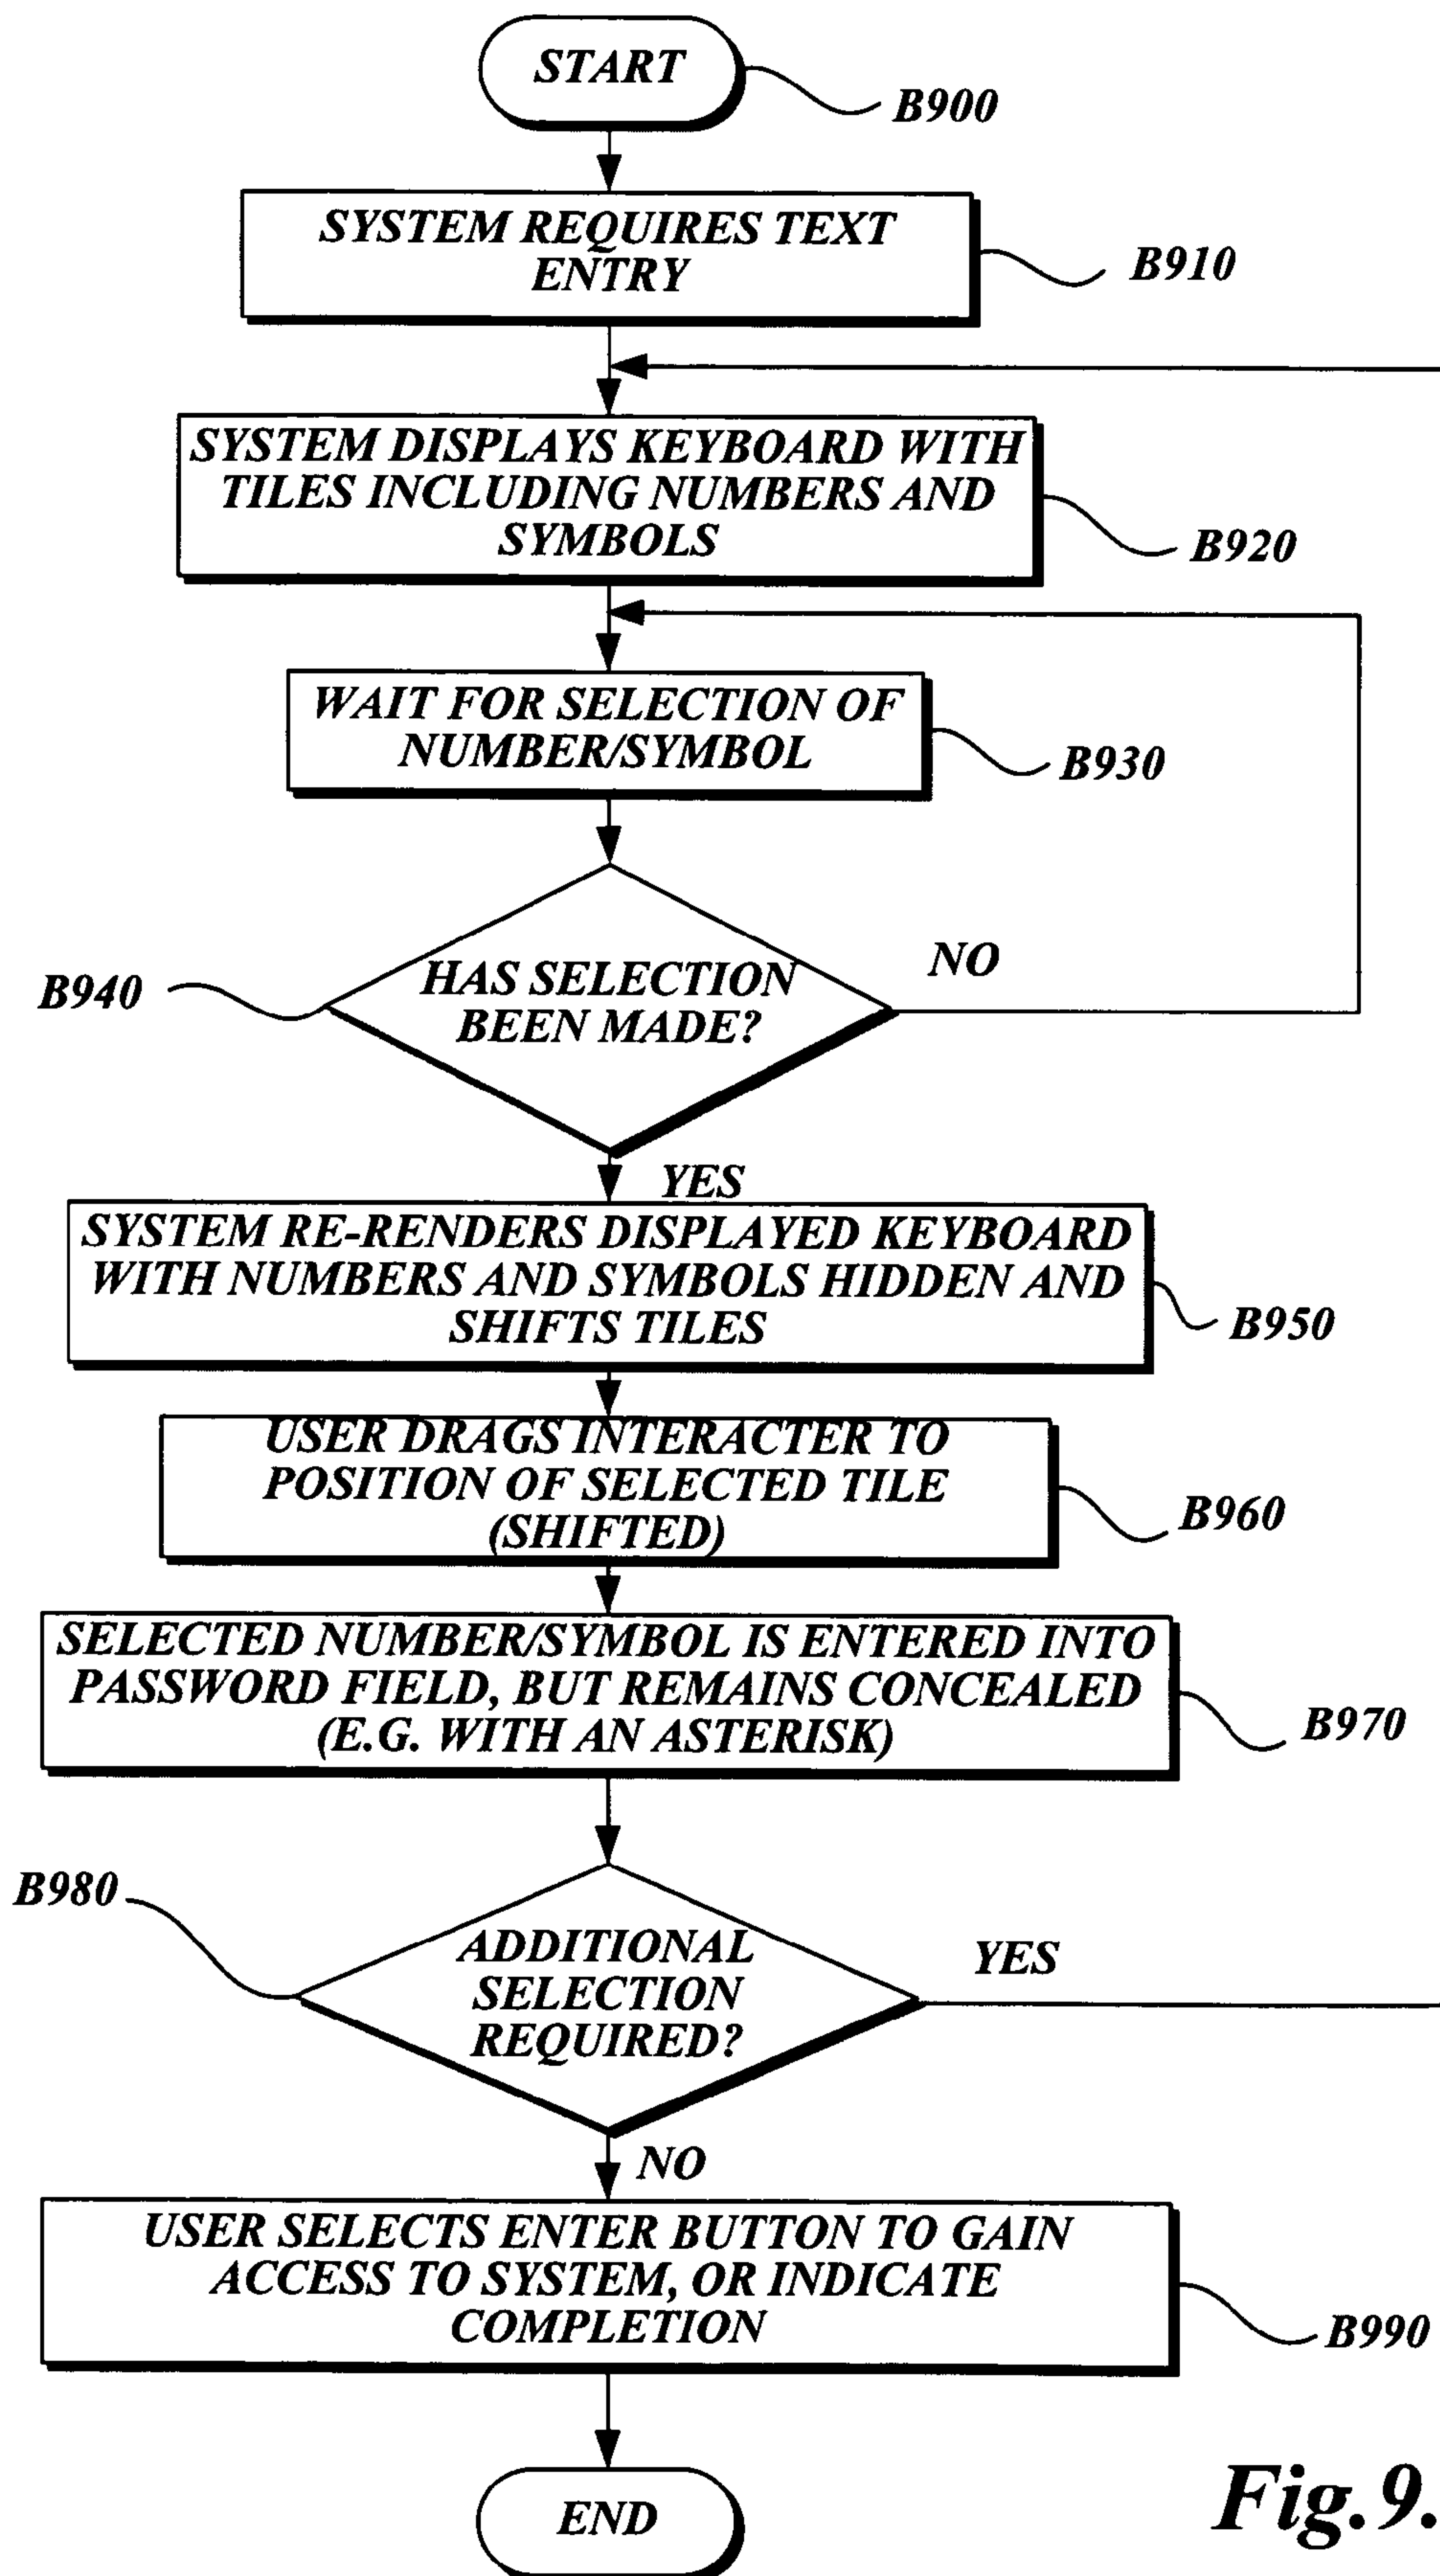 START
B900
SYSTEM REQUIRES TEXT
ENTRY
B910
SYSTEM DISPLAYS KEYBOARD WITH
TILES INCLUDING NUMBERS AND
SYMBOLS
B920
WAIT FOR SELECTION OF
NUMBER/SYMBOL
B930
HAS SELECTION
BEEN MADE?
B940
NO
YES
SYSTEM RE-RENDERS DISPLAYED KEYBOARD
WITH NUMBERS AND SYMBOLS HIDDEN AND
SHIFTS TILES
B950
USER DRAGS INTERACTER TO
POSITION OF SELECTED TILE
(SHIFTED)
B960
SELECTED NUMBER/SYMBOL IS ENTERED INTO
PASSWORD FIELD, BUT REMAINS CONCEALED
(E.G. WITH AN ASTERISK)
B970
B980
ADDITIONAL
SELECTION
REQUIRED?
YES
NO
USER SELECTS ENTER BUTTON TO GAIN
ACCESS TO SYSTEM, OR INDICATE
COMPLETION
B990
END
Fig.9.